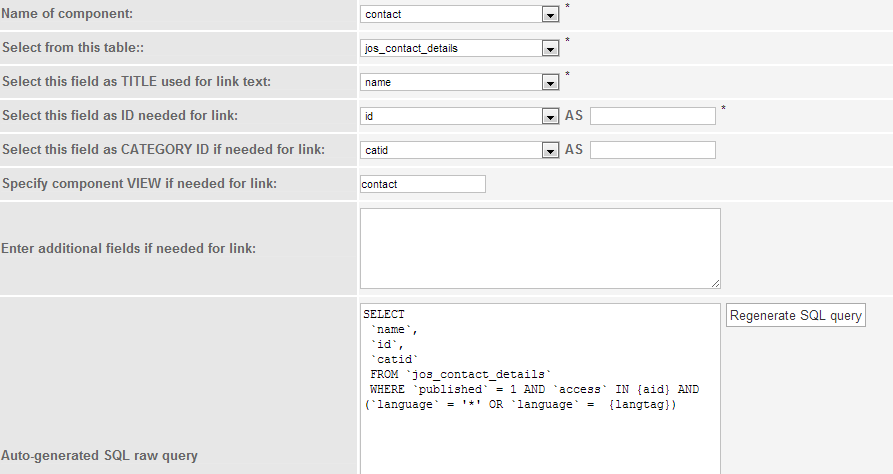 Name of component: contact *
Select from this table:: jos_contact_details *
Select this field as TITLE used for link text: name *
Select this field as ID needed for link: id AS *
Select this field as CATEGORY ID if needed for link: catid AS
Specify component VIEW if needed for link: contact
Enter additional fields if needed for link:
SELECT
`name`,
`id`,
`catid`
FROM `jos_contact_details`
WHERE `published` = 1 AND `access` IN {aid} AND
(`language` = '*' OR `language` =  {langtag})
Regenerate SQL query
Auto-generated SQL raw query